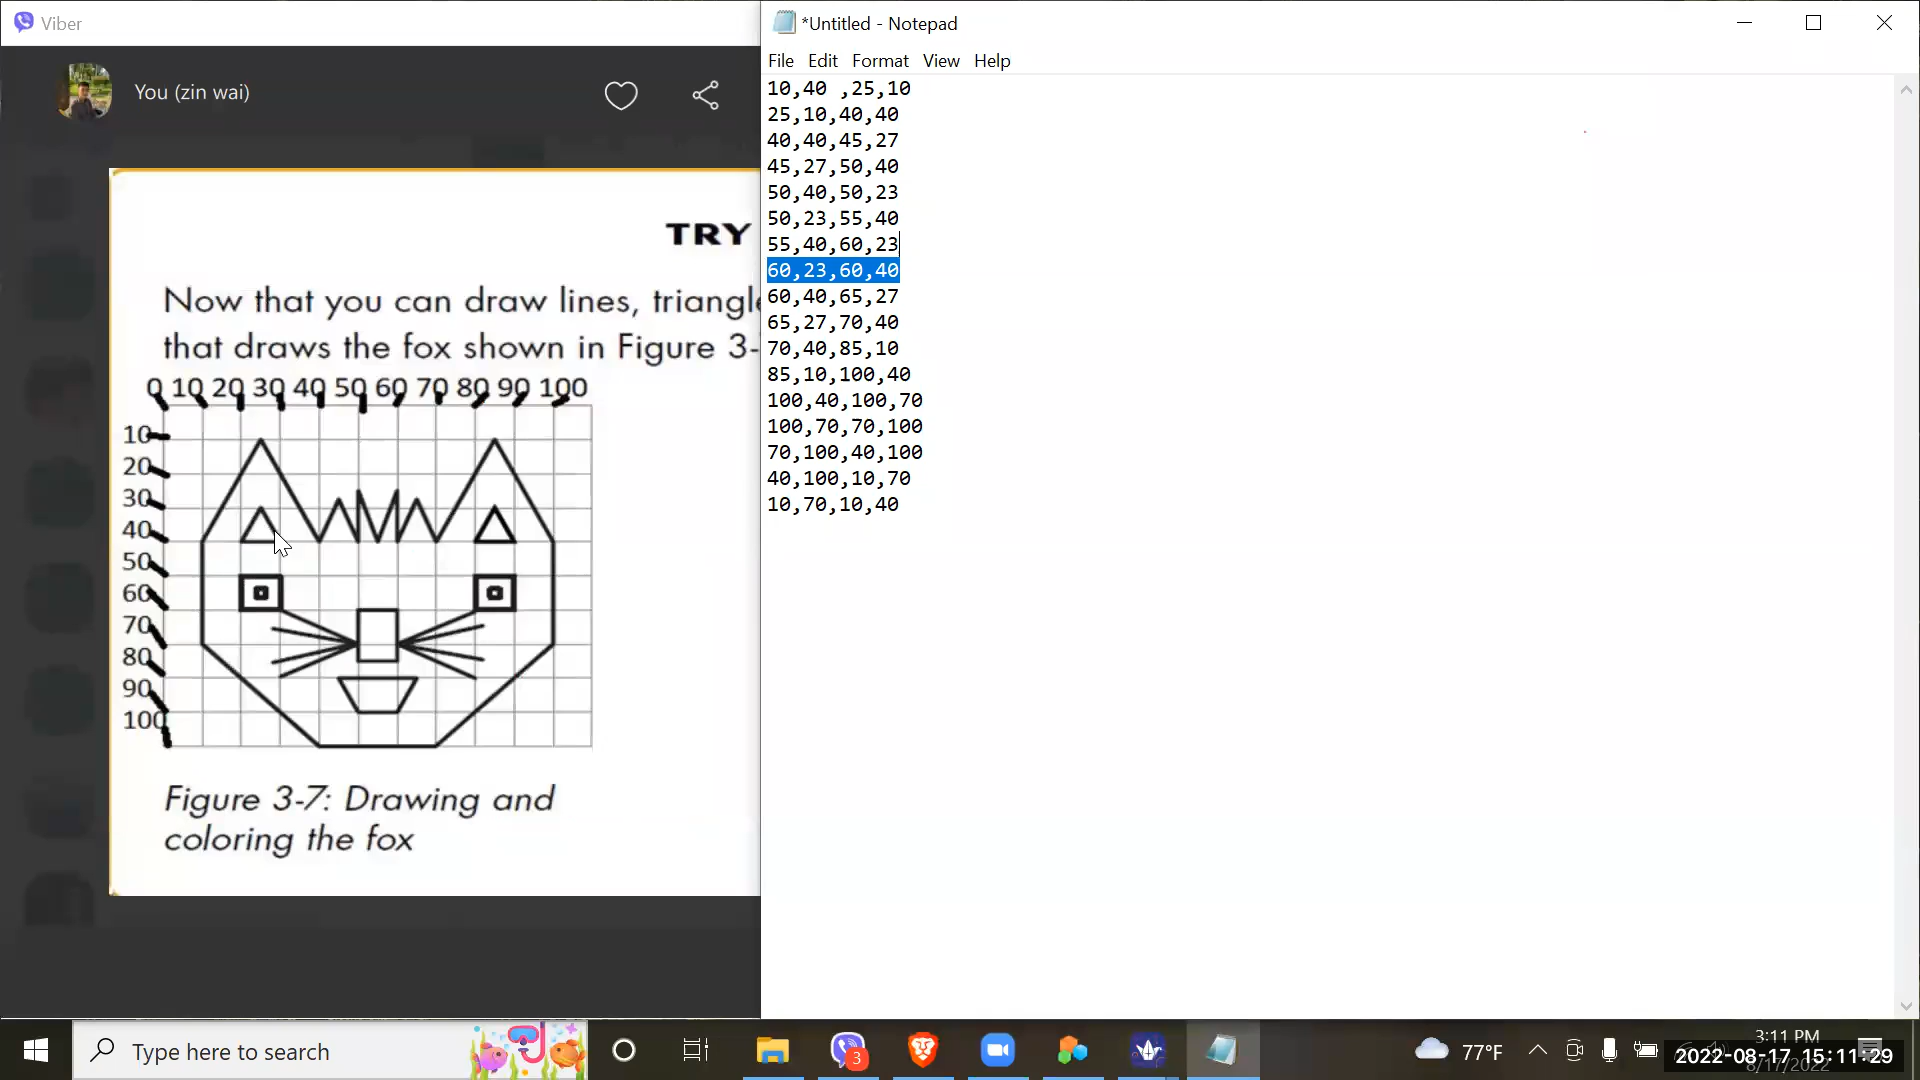 Viber
You (zin wai)
TRY
Now that you can draw lines, triangle
that draws the fox shown in Figure 3-
0 10 20 30 40 50 60 70 80 90 100
10
20
30
40
50
60
70
80
90
100
Figure 3-7: Drawing and
coloring the fox
*Untitled - Notepad
File Edit Format View Help
10,40 ,25,10
25,10,40,40
40,40,45,27
45,27,50,40
50,40,50,23
50,23,55,40
55,40,60,23
60,23,60,40
60,40,65,27
65,27,70,40
70,40,85,10
85,10,100,40
100,40,100,70
100,70,70,100
70,100,40,100
40,100,10,70
10,70,10,40
Type here to search
3
77°F
3:11 PM
2022-08-17 15:11:29
8/17/2022